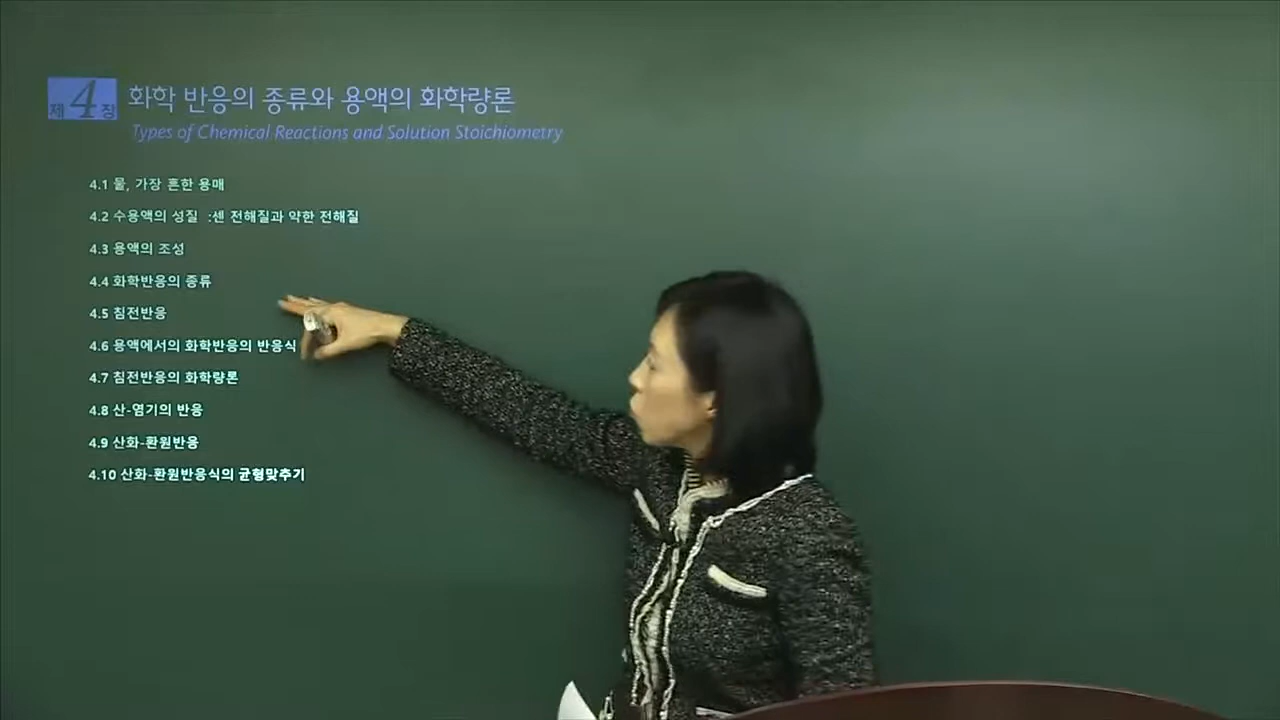 제4장 화학 반응의 종류와 용액의 화학량론
Types of Chemical Reactions and Solution Stoichiometry
4.1 물, 가장 흔한 용매
4.2 수용액의 성질 :센 전해질과 약한 전해질
4.3 용액의 조성
4.4 화학반응의 종류
4.5 침전반응
4.6 용액에서의 화학반응의 반응식
4.7 침전반응의 화학량론
4.8 산-염기의 반응
4.9 산화-환원반응
4.10 산화-환원반응식의 균형맞추기